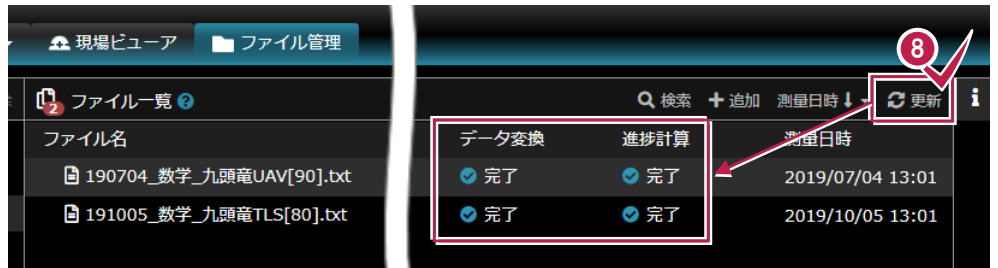 現場ビューア ファイル管理
8
2 ファイル一覧 ? 検索 + 追加 測量日時 更新 i
ファイル名 データ変換 進捗計算 測量日時
190704_数学_九頭竜UAV[90].txt 完了 完了 2019/07/04 13:01
191005_数学_九頭竜TLS[80].txt 完了 完了 2019/10/05 13:01